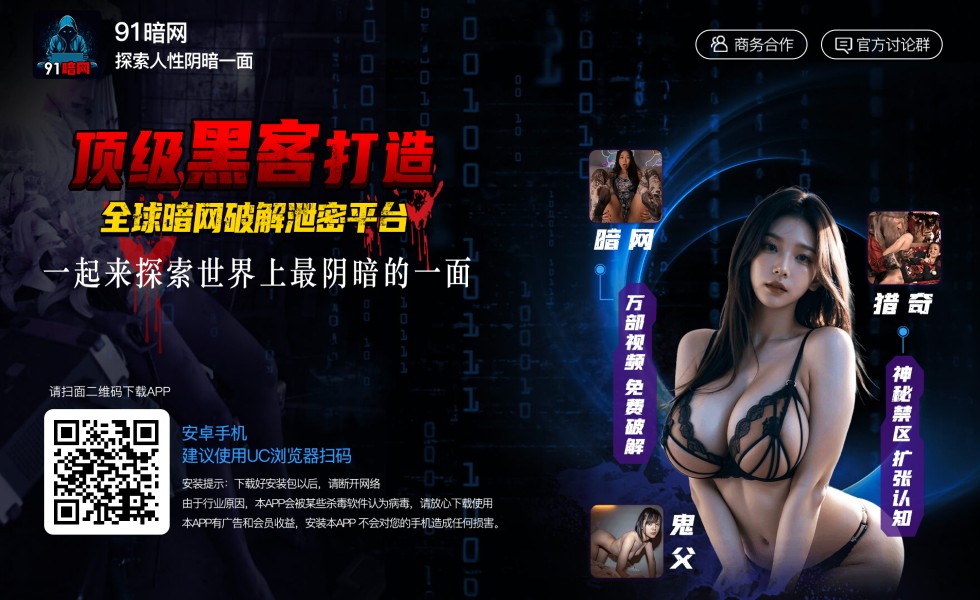 91暗网
探索人性阴暗一面
91暗网
商务合作
官方讨论群
顶级黑客打造
全球暗网破解泄密平台
一起来探索世界上最阴暗的一面
暗网
万部视频 免费破解
猎奇
神秘禁区 扩张认知
鬼父
请扫面二维码下载APP
安卓手机
建议使用UC浏览器扫码
安装提示：下载好安装包以后，请断开网络
由于行业原因，本APP会被某些杀毒软件认为病毒，请放心下载使用
本APP有广告和会员收益，安装本APP 不会对您的手机造成任何损害。